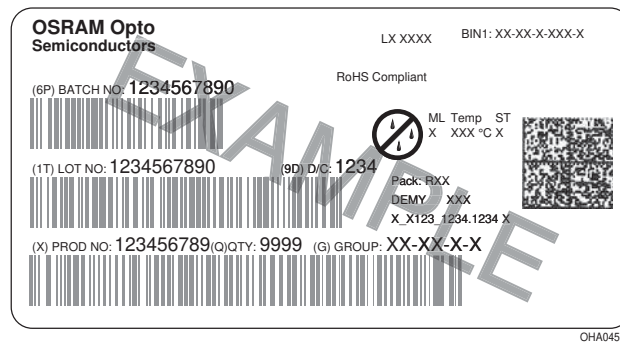 OSRAM Opto
Semiconductors
LX XXXX
BIN1: XX-XX-X-XXX-X
RoHS Compliant
(6P) BATCH NO: 1234567890
ML Temp ST
X XXX °C X
(1T) LOT NO: 1234567890 (9D) D/C: 1234
Pack: RXX
DEMY XXX
X_X123_1234.1234 X
(X) PROD NO: 123456789(Q)QTY: 9999 (G) GROUP: XX-XX-X-X
EXAMPLE
OHA045